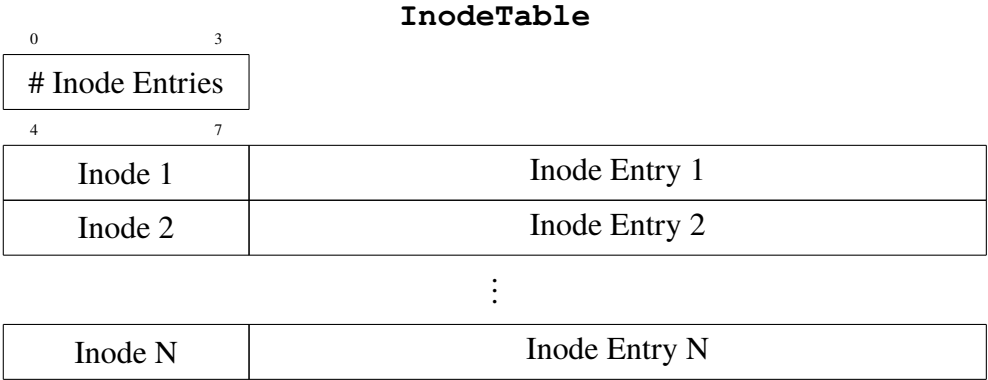 InodeTable
0 3
# Inode Entries
4 7
Inode 1 Inode Entry 1
Inode 2 Inode Entry 2
⋮
Inode N Inode Entry N